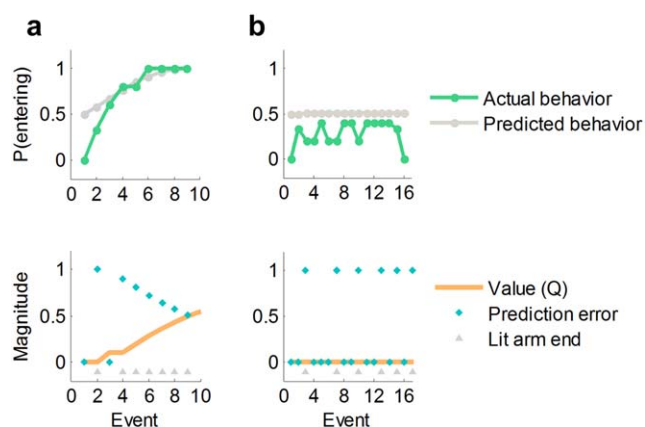 a
b
P(entering)
1
0.5
0
0 2 4 6 8 10
1
0.5
0
0 4 8 12 16
Actual behavior
Predicted behavior
Magnitude
1
0.5
0
0 2 4 6 8 10
Event
1
0.5
0
0 4 8 12 16
Event
Value (Q)
Prediction error
Lit arm end